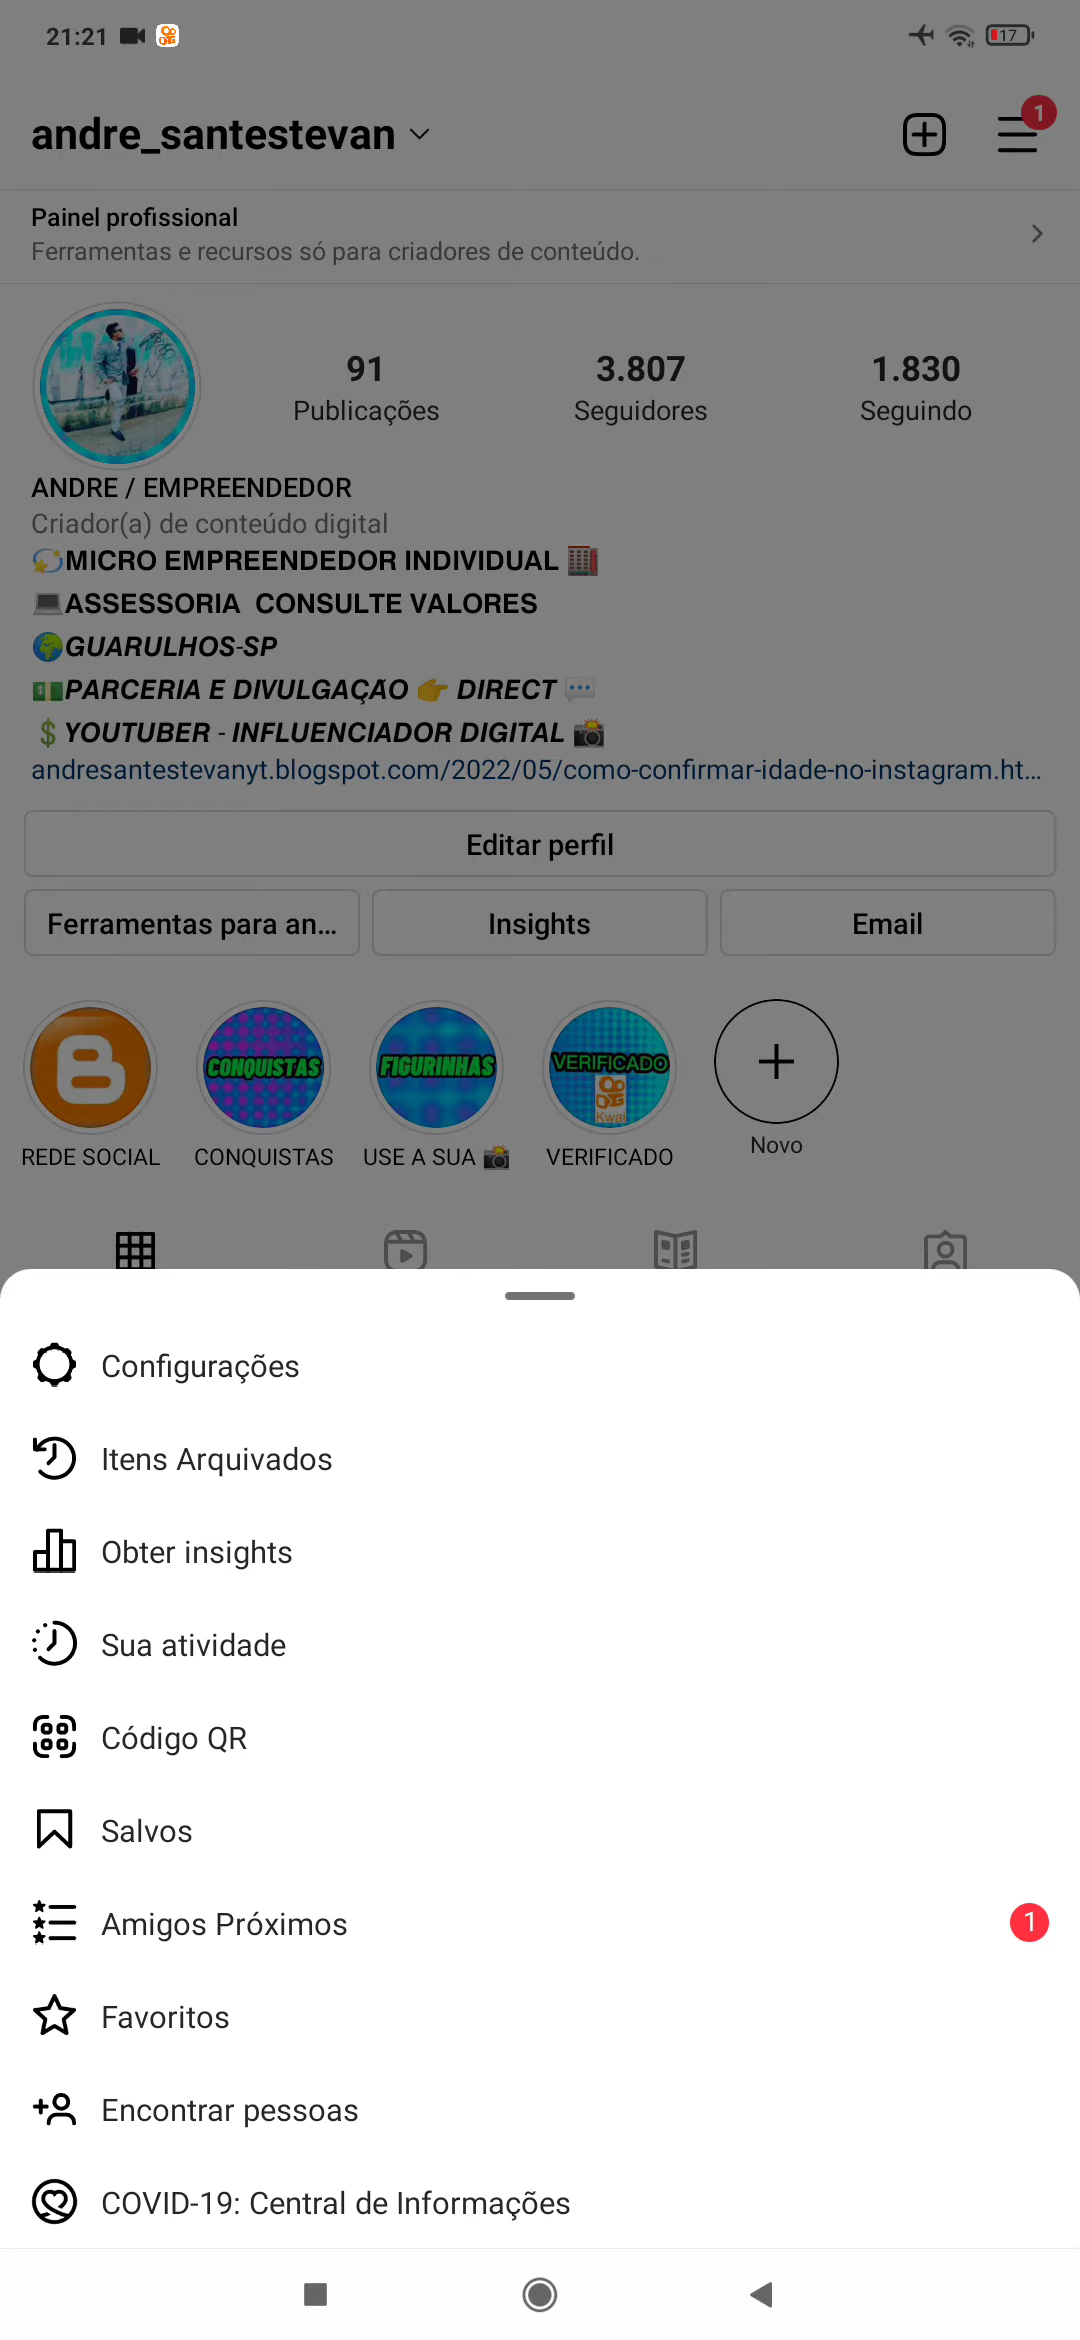 21:21
17
andre_santestevan
1
Painel profissional
Ferramentas e recursos só para criadores de conteúdo.
91
3.807
1.830
Publicações
Seguidores
Seguindo
ANDRE / EMPREENDEDOR
Criador(a) de conteúdo digital
💫MICRO EMPREENDEDOR INDIVIDUAL 🏬
💻ASSESSORIA  CONSULTE VALORES
🌍GUARULHOS-SP
💵PARCERIA E DIVULGAÇÃO 👉 DIRECT 💬
💲YOUTUBER - INFLUENCIADOR DIGITAL 📸
andresantestevanyt.blogspot.com/2022/05/como-confirmar-idade-no-instagram.ht...
Editar perfil
Ferramentas para an...
Insights
Email
CONQUISTAS
FIGURINHAS
VERIFICADO
Kwai
REDE SOCIAL
CONQUISTAS
USE A SUA 📸
VERIFICADO
Novo
Configurações
Itens Arquivados
Obter insights
Sua atividade
Código QR
Salvos
Amigos Próximos
1
Favoritos
Encontrar pessoas
COVID-19: Central de Informações